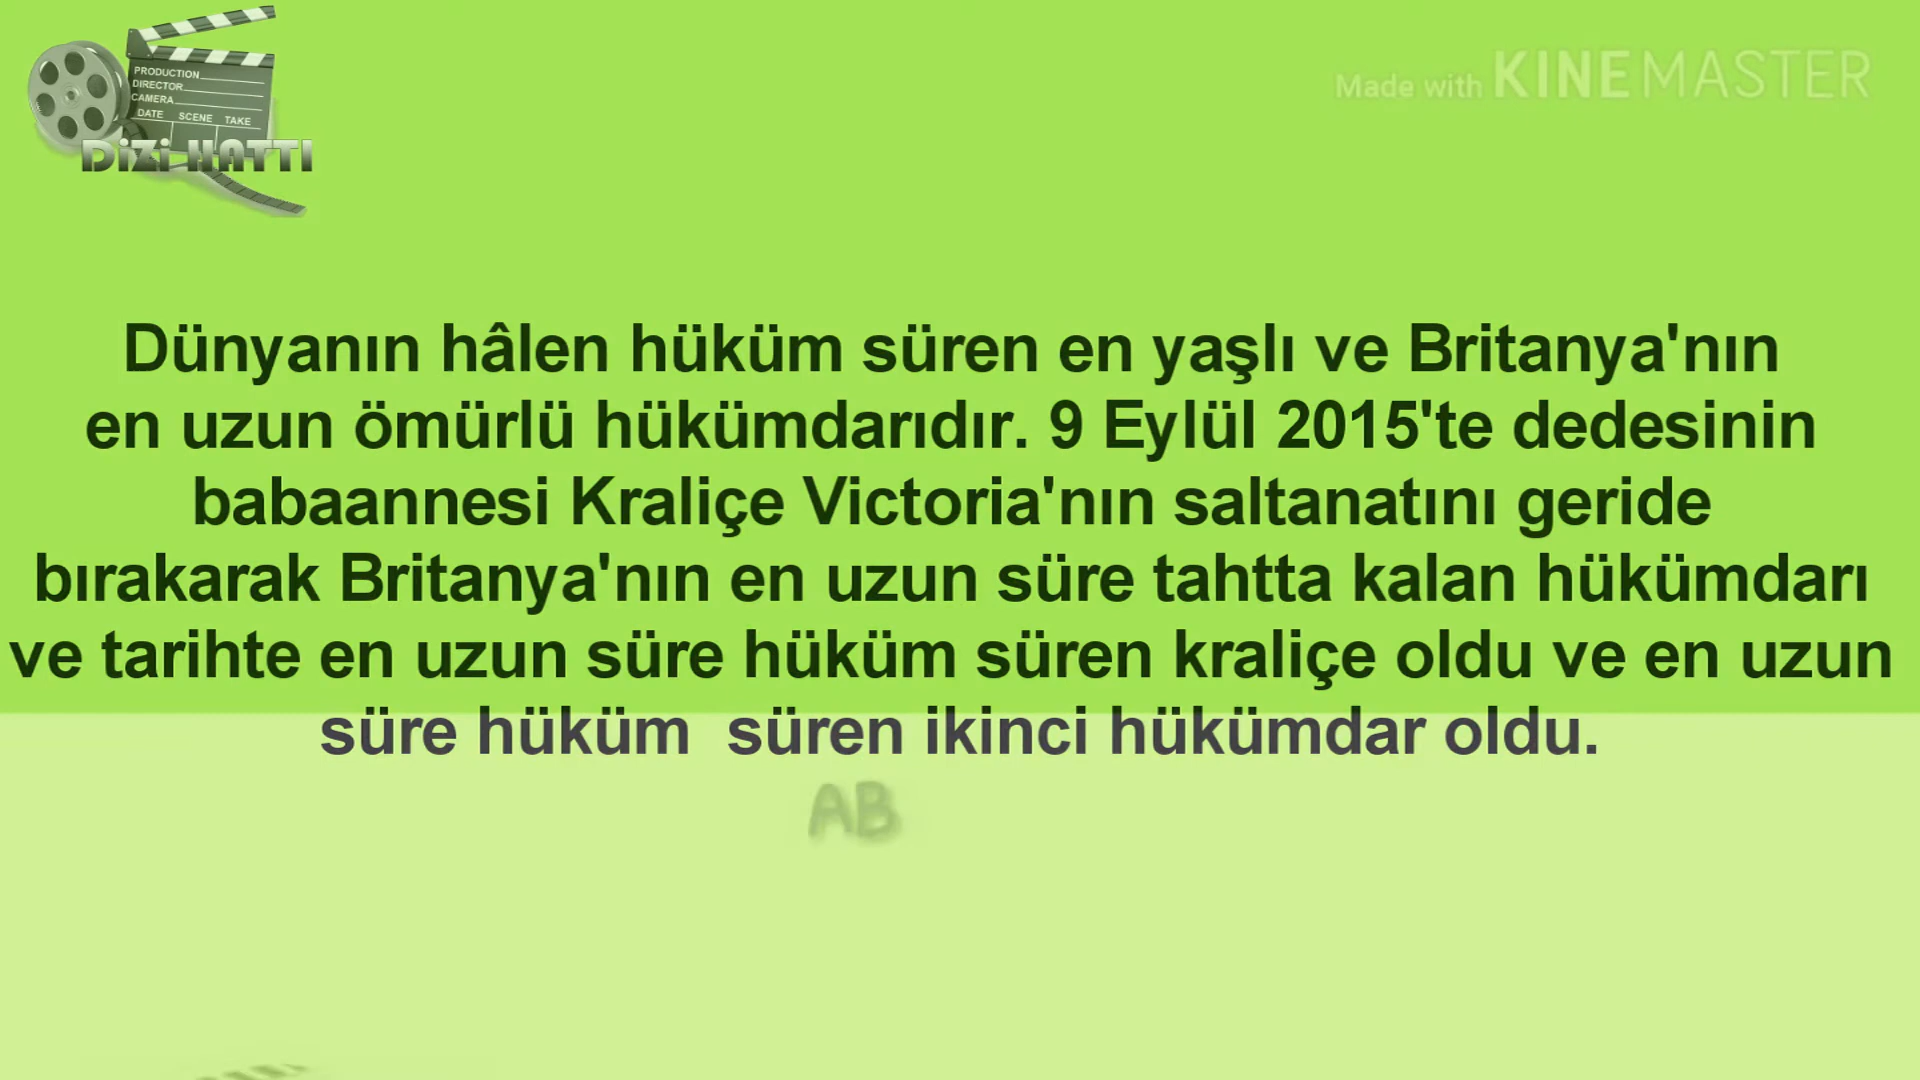 PRODUCTION
DIRECTOR
CAMERA
DATE SCENE TAKE
DİZİ HATTI
Made with KINEMASTER
Dünyanın hâlen hüküm süren en yaşlı ve Britanya'nın
en uzun ömürlü hükümdarıdır. 9 Eylül 2015'te dedesinin
babaannesi Kraliçe Victoria'nın saltanatını geride
bırakarak Britanya'nın en uzun süre tahtta kalan hükümdarı
ve tarihte en uzun süre hüküm süren kraliçe oldu ve en uzun
süre hüküm süren ikinci hükümdar oldu.
AB